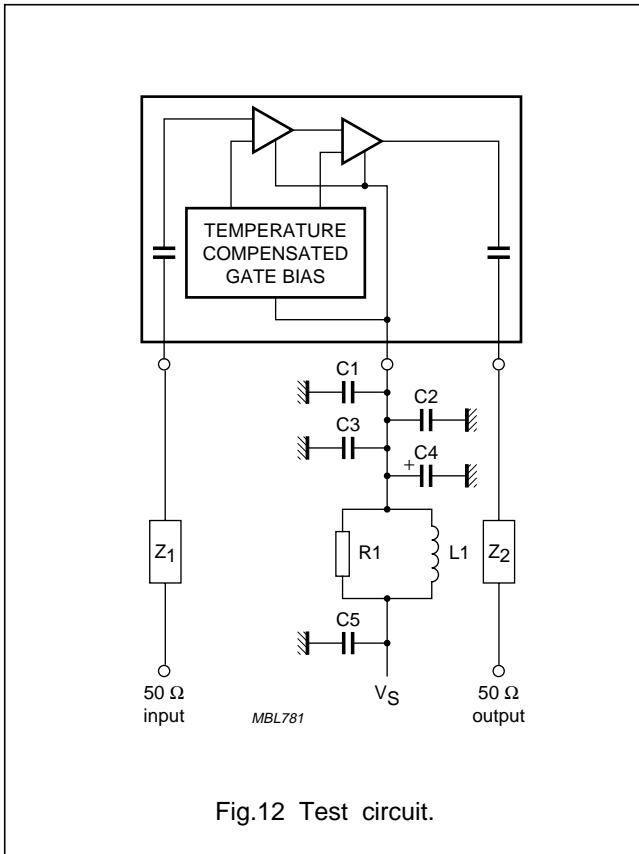 TEMPERATURE
COMPENSATED
GATE BIAS
C1
C2
C3
+ C4
Z1
R1
L1
Z2
C5
50 Ω
input
MBL781
VS
50 Ω
output
Fig.12 Test circuit.